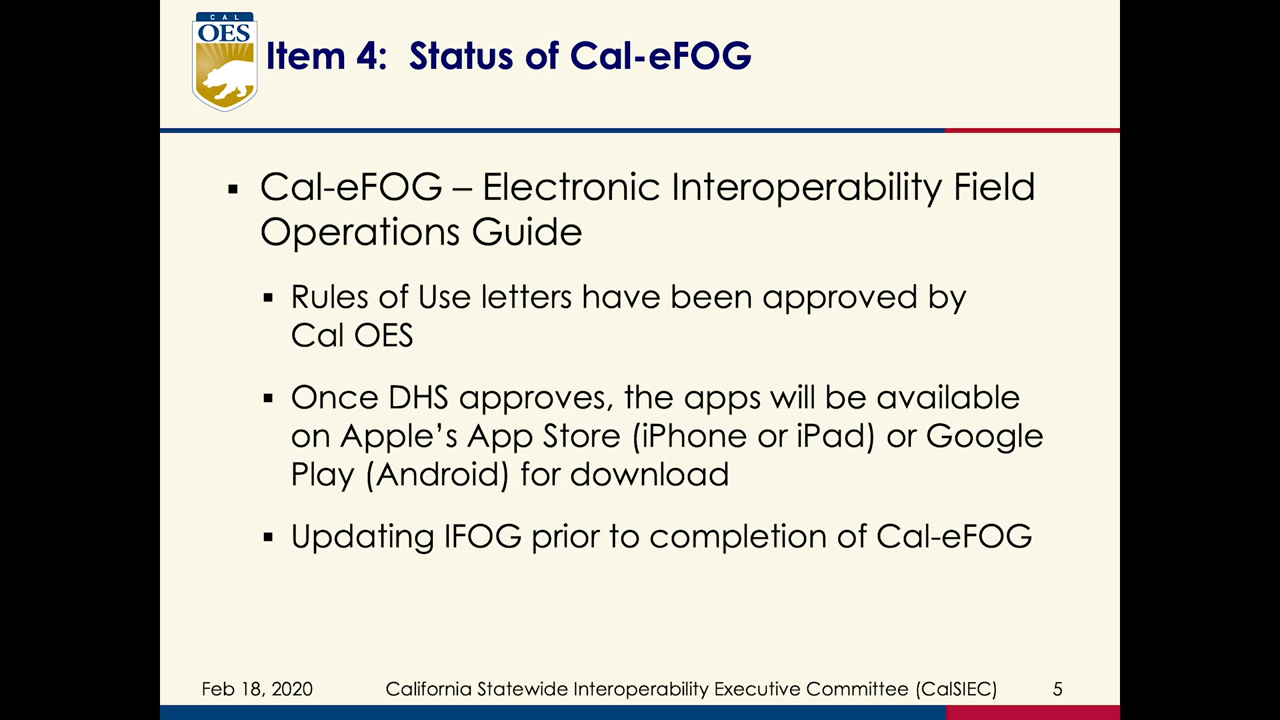 CAL
OES
Item 4: Status of Cal-eFOG
▪ Cal-eFOG – Electronic Interoperability Field
Operations Guide
▪ Rules of Use letters have been approved by
Cal OES
▪ Once DHS approves, the apps will be available
on Apple’s App Store (iPhone or iPad) or Google
Play (Android) for download
▪ Updating IFOG prior to completion of Cal-eFOG
Feb 18, 2020 California Statewide Interoperability Executive Committee (CalSIEC) 5